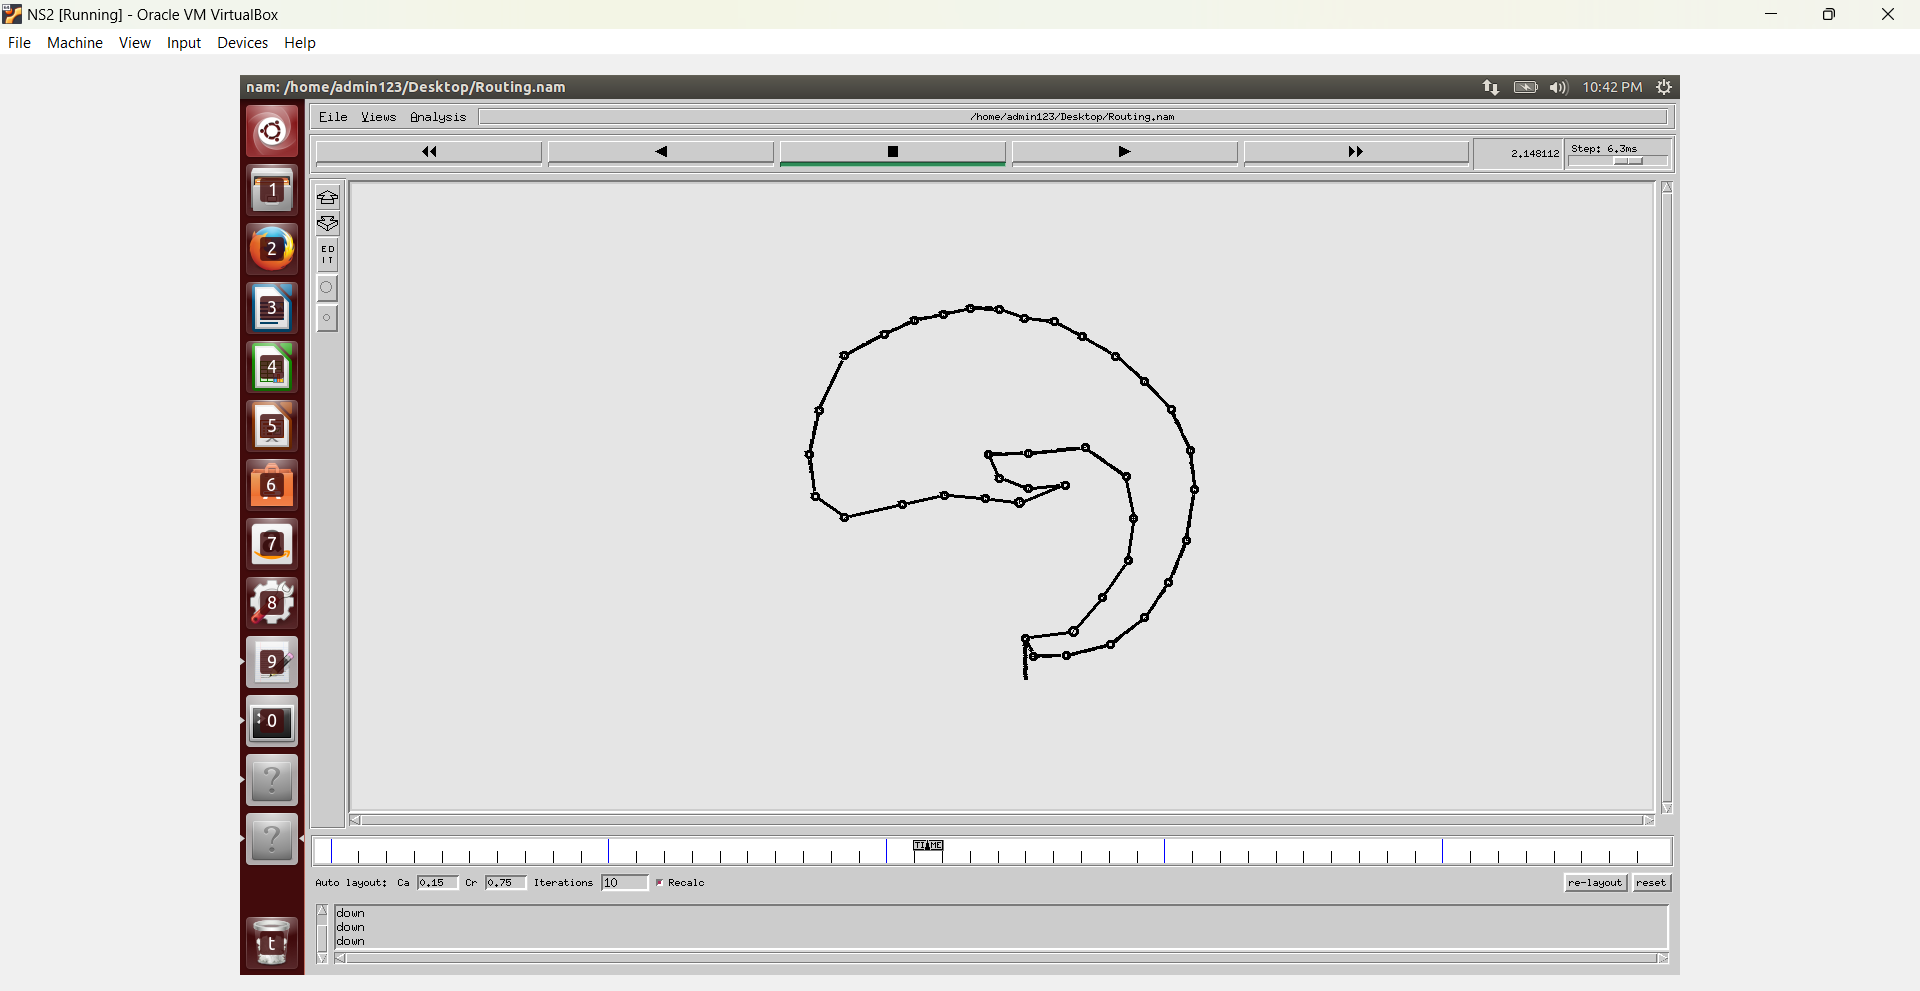 NS2 [Running] - Oracle VM VirtualBox
File Machine View Input Devices Help
nam: /home/admin123/Desktop/Routing.nam
10:42 PM
File Views Analysis
/home/admin123/Desktop/Routing.nam
2.148112
Step: 6.3ms
1
ED
IT
2
3
4
5
6
7
8
9
0
?
?
TIME
Auto layout: Ca 0.15 Cr 0.75 Iterations 10 Recalc
re-layout reset
down
down
down
t